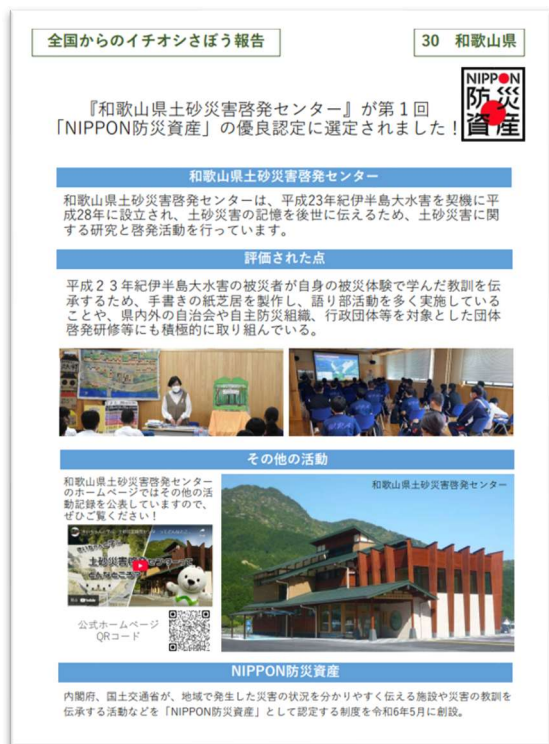 全国からのイチオシさぼう報告
30 和歌山県
NIPPON
防災
資産
『和歌山県土砂災害啓発センター』が第1回
「NIPPON防災資産」の優良認定に選定されました!
和歌山県土砂災害啓発センター
和歌山県土砂災害啓発センターは、平成23年紀伊半島大水害を契機に平
成28年に設立され、土砂災害の記憶を後世に伝えるため、土砂災害に関
する研究と啓発活動を行っています。
評価された点
平成23年紀伊半島大水害の被災者が自身の被災体験で学んだ教訓を伝
承するため、手書きの紙芝居を製作し、語り部活動を多く実施している
ことや、県内外の自治会や自主防災組織、行政団体等を対象とした団体
啓発研修等にも積極的に取り組んでいる。
その他の活動
和歌山県土砂災害啓発センター
のホームページではその他の活
動記録を公表していますので、
ぜひご覧ください!
和歌山県土砂災害啓発センター
土砂災害啓発センターって
どんなところ?
公式ホームページ
QRコード
NIPPON防災資産
内閣府、国土交通省が、地域で発生した災害の状況を分かりやすく伝える施設や災害の教訓を
伝承する活動などを「NIPPON防災資産」として認定する制度を令和6年5月に創設。